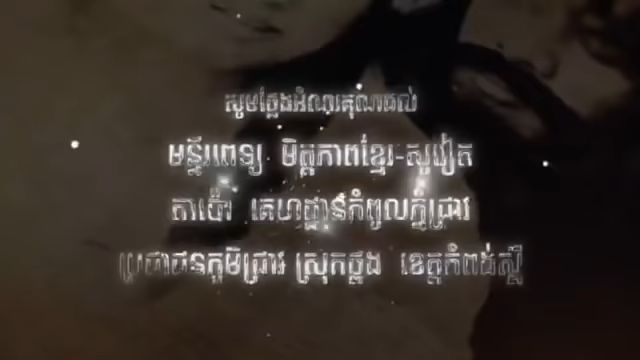 សូមថ្លែងអំណរគុណដល់
មន្ទីរពេទ្យ មិត្តភាពខ្មែរ-សូវៀត
តាប៉ោ គេហដ្ឋានកំពូលភ្នំជ្រាវ
ប្រជាជនភូមិជ្រាវ ស្រុកថ្ពង ខេត្តកំពង់ស្ពឺ